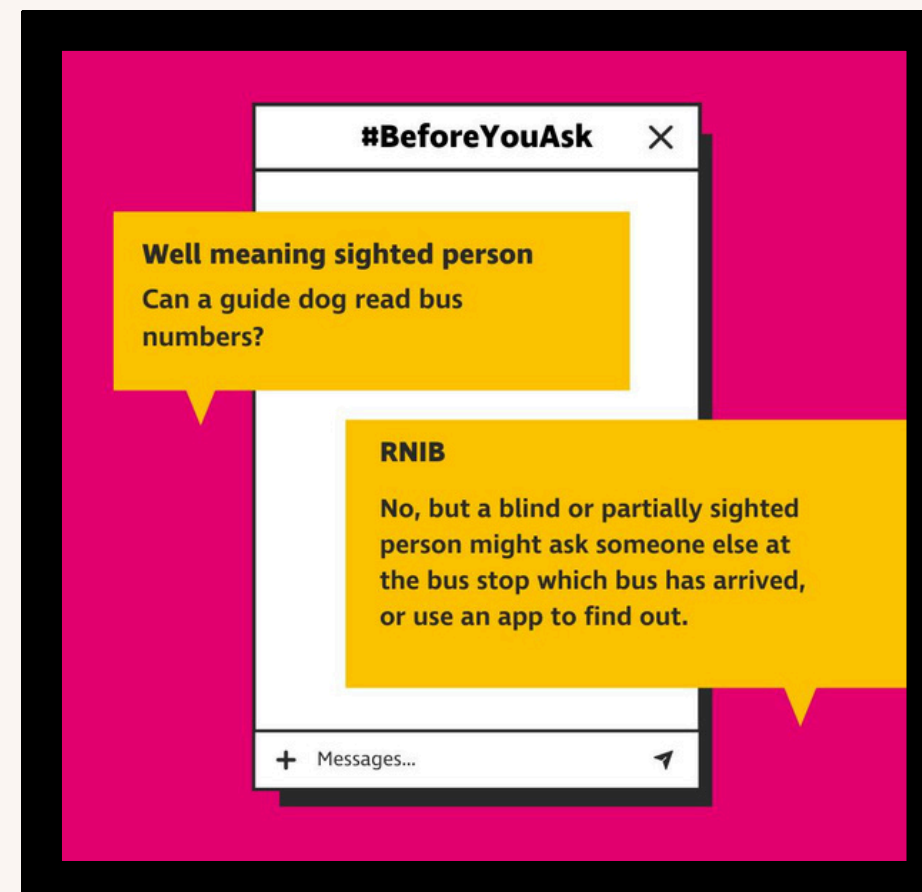 #BeforeYouAsk
Well meaning sighted person
Can a guide dog read bus
numbers?
RNIB
No, but a blind or partially sighted
person might ask someone else at
the bus stop which bus has arrived,
or use an app to find out.
Messages...